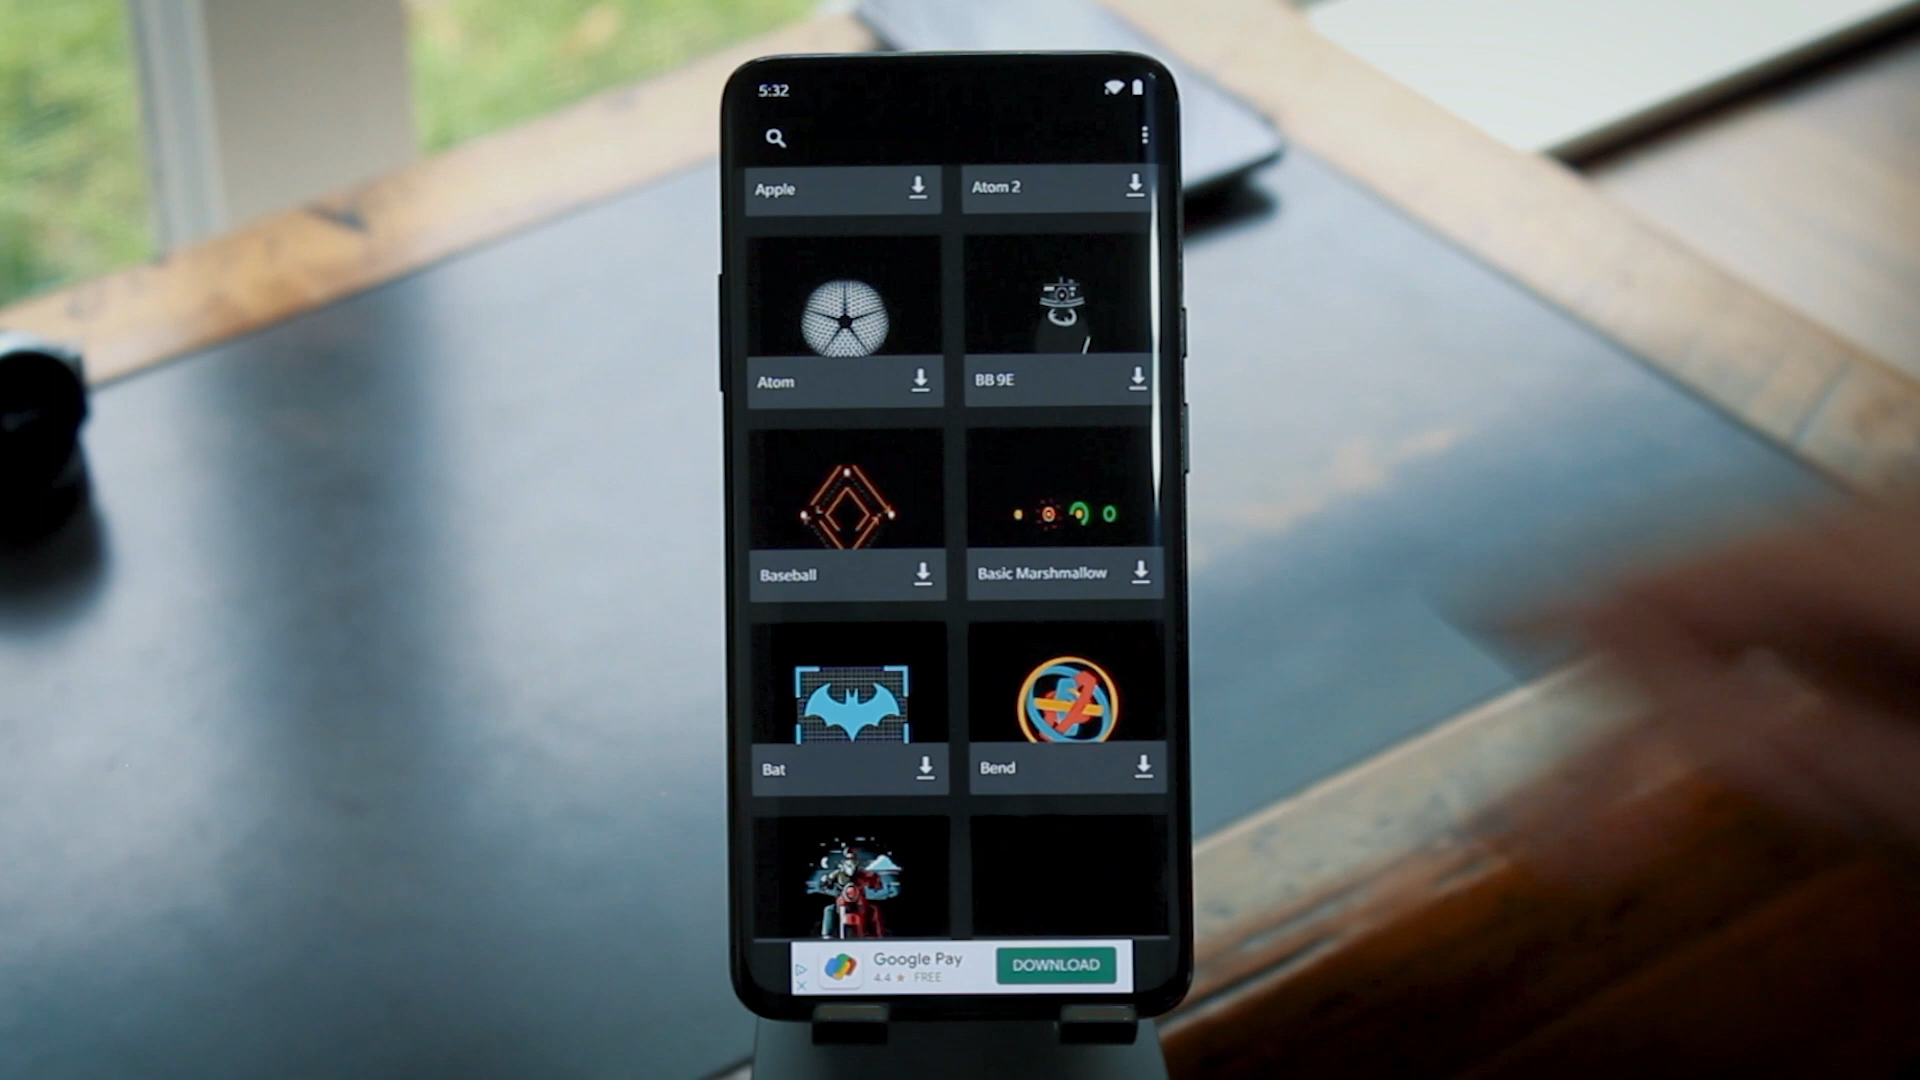 5:32
Apple
Atom 2
Atom
BB 9E
Baseball
Basic Marshmallow
Bat
Bend
Google Pay
4.4 ★ FREE
DOWNLOAD